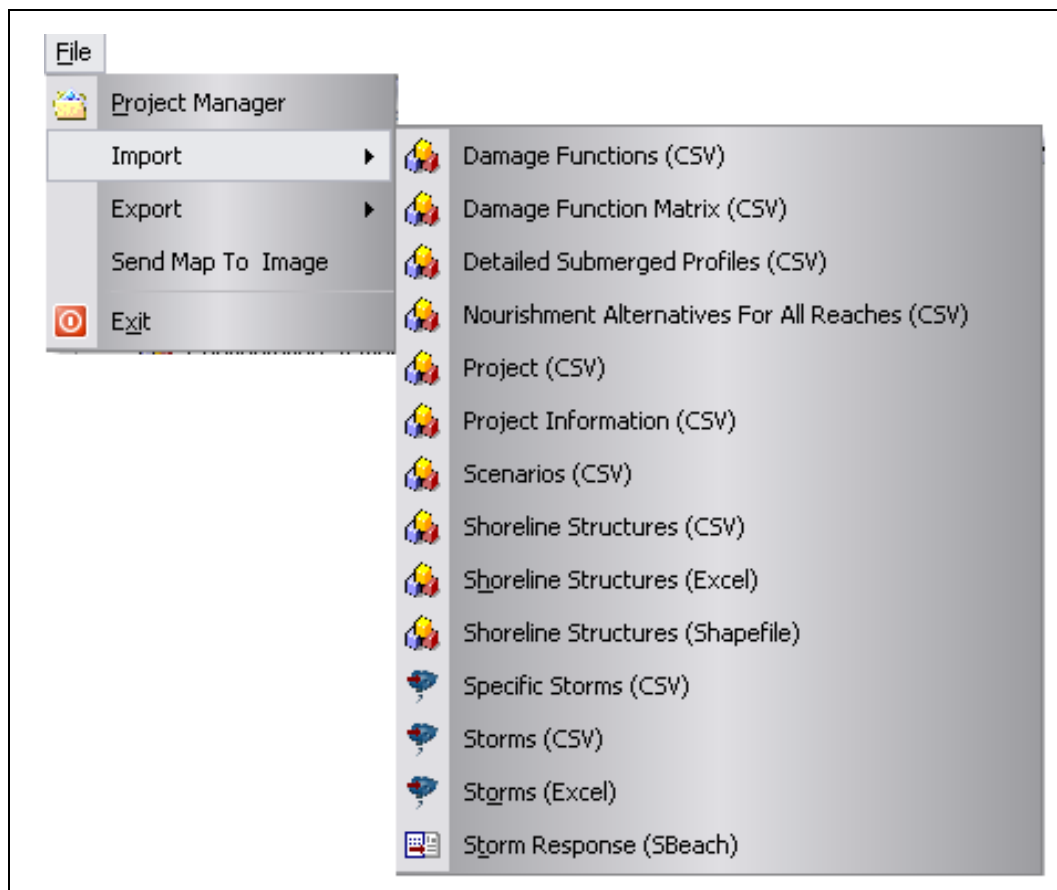 File
Project Manager
Import
Export
Send Map To Image
Exit
Damage Functions (CSV)
Damage Function Matrix (CSV)
Detailed Submerged Profiles (CSV)
Nourishment Alternatives For All Reaches (CSV)
Project (CSV)
Project Information (CSV)
Scenarios (CSV)
Shoreline Structures (CSV)
Shoreline Structures (Excel)
Shoreline Structures (Shapefile)
Specific Storms (CSV)
Storms (CSV)
Storms (Excel)
Storm Response (SBeach)